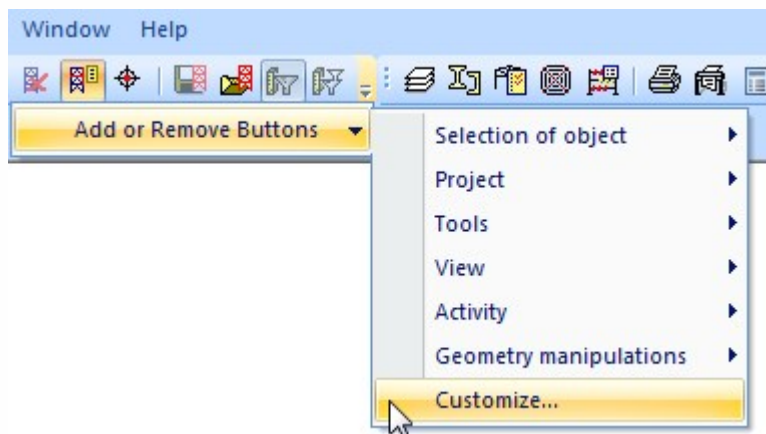 Window Help
Add or Remove Buttons
Selection of object
Project
Tools
View
Activity
Geometry manipulations
Customize...